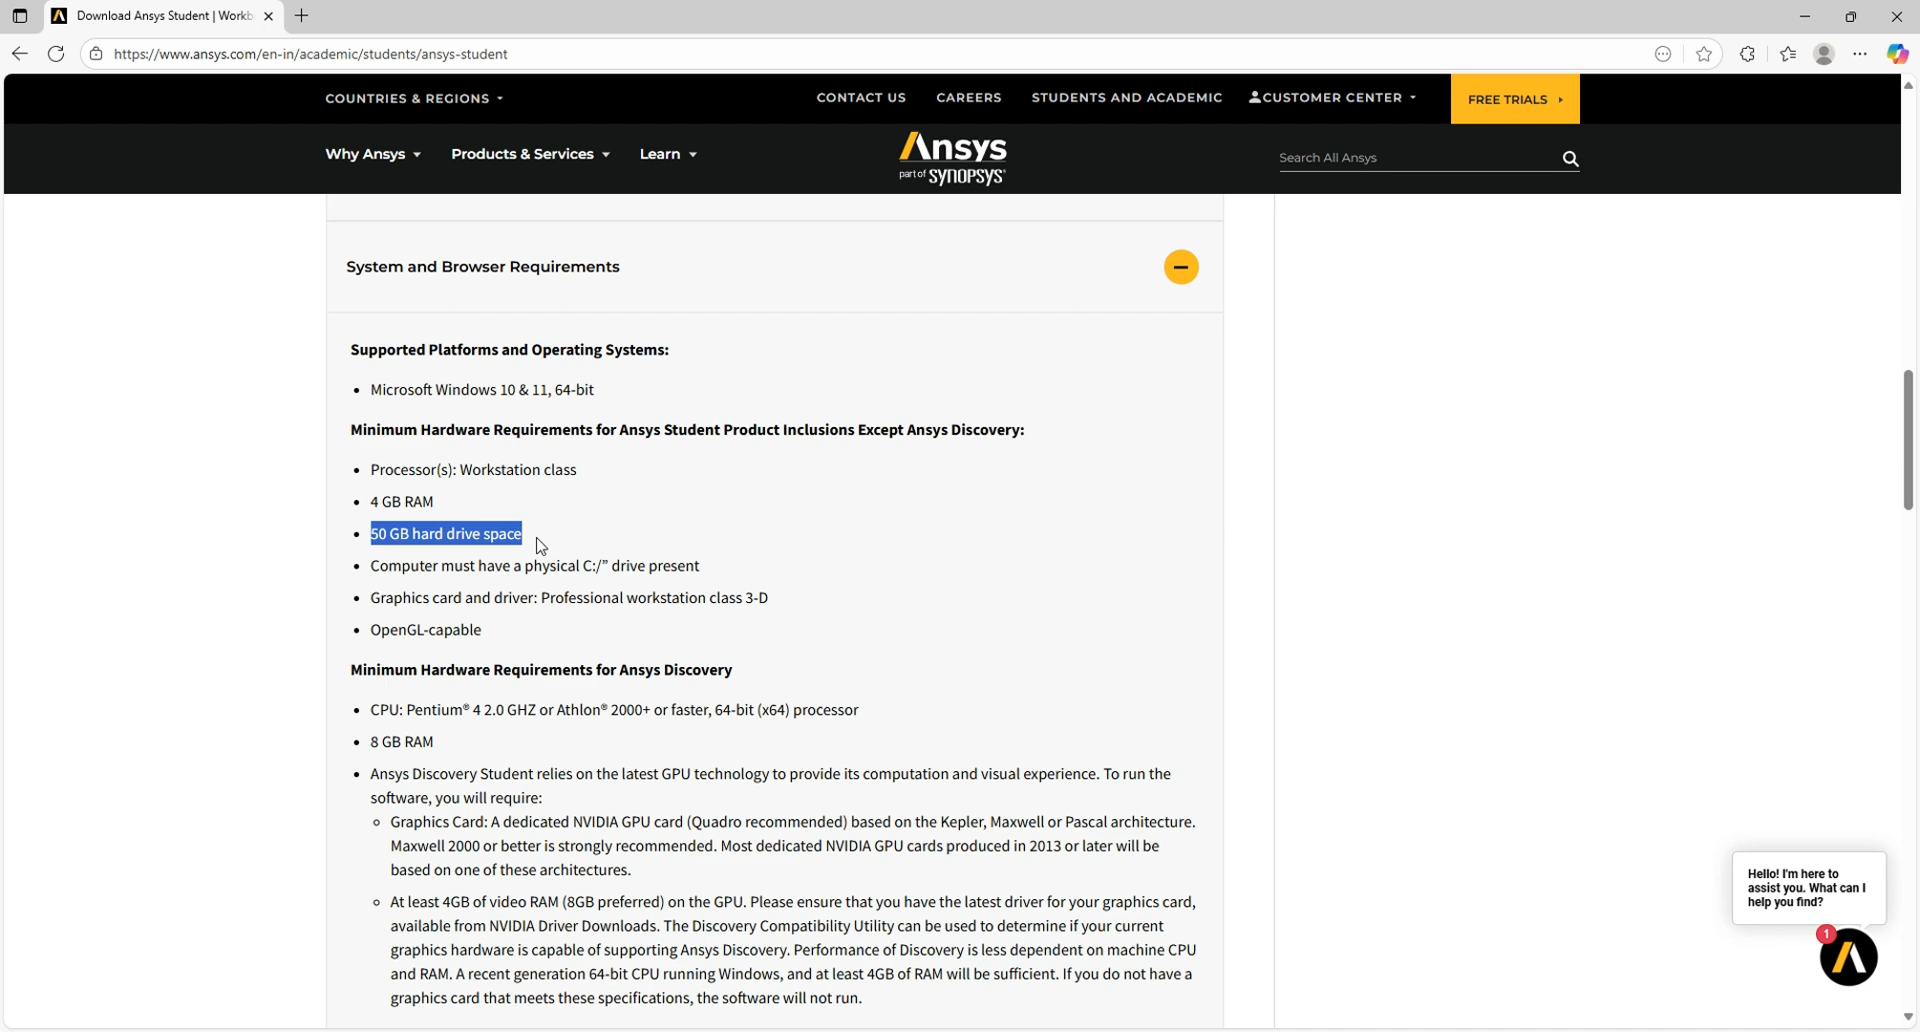 Download Ansys Student | Workb
https://www.ansys.com/en-in/academic/students/ansys-student
COUNTRIES & REGIONS
CONTACT US
CAREERS
STUDENTS AND ACADEMIC
CUSTOMER CENTER
FREE TRIALS
Why Ansys
Products & Services
Learn
Ansys
part of SYNOPSYS®
Search All Ansys
System and Browser Requirements
Supported Platforms and Operating Systems:
• Microsoft Windows 10 & 11, 64-bit
Minimum Hardware Requirements for Ansys Student Product Inclusions Except Ansys Discovery:
• Processor(s): Workstation class
• 4 GB RAM
• 50 GB hard drive space
• Computer must have a physical C:/” drive present
• Graphics card and driver: Professional workstation class 3-D
• OpenGL-capable
Minimum Hardware Requirements for Ansys Discovery
• CPU: Pentium® 4 2.0 GHZ or Athlon® 2000+ or faster, 64-bit (x64) processor
• 8 GB RAM
• Ansys Discovery Student relies on the latest GPU technology to provide its computation and visual experience. To run the
software, you will require:
Graphics Card: A dedicated NVIDIA GPU card (Quadro recommended) based on the Kepler, Maxwell or Pascal architecture.
Maxwell 2000 or better is strongly recommended. Most dedicated NVIDIA GPU cards produced in 2013 or later will be
based on one of these architectures.
At least 4GB of video RAM (8GB preferred) on the GPU. Please ensure that you have the latest driver for your graphics card,
available from NVIDIA Driver Downloads. The Discovery Compatibility Utility can be used to determine if your current
graphics hardware is capable of supporting Ansys Discovery. Performance of Discovery is less dependent on machine CPU
and RAM. A recent generation 64-bit CPU running Windows, and at least 4GB of RAM will be sufficient. If you do not have a
graphics card that meets these specifications, the software will not run.
Hello! I'm here to
assist you. What can I
help you find?
1